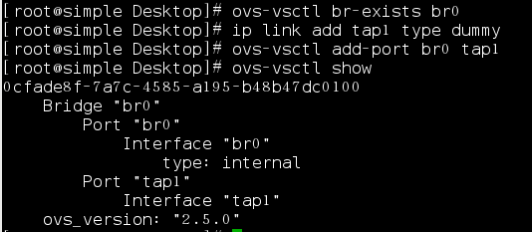 [root@simple Desktop]# ovs-vsctl br-exists br0
[root@simple Desktop]# ip link add tap1 type dummy
[root@simple Desktop]# ovs-vsctl add-port br0 tap1
[root@simple Desktop]# ovs-vsctl show
0cfade8f-7a7c-4585-a195-b48b47dc0100
    Bridge "br0"
        Port "br0"
            Interface "br0"
                type: internal
        Port "tap1"
            Interface "tap1"
    ovs_version: "2.5.0"